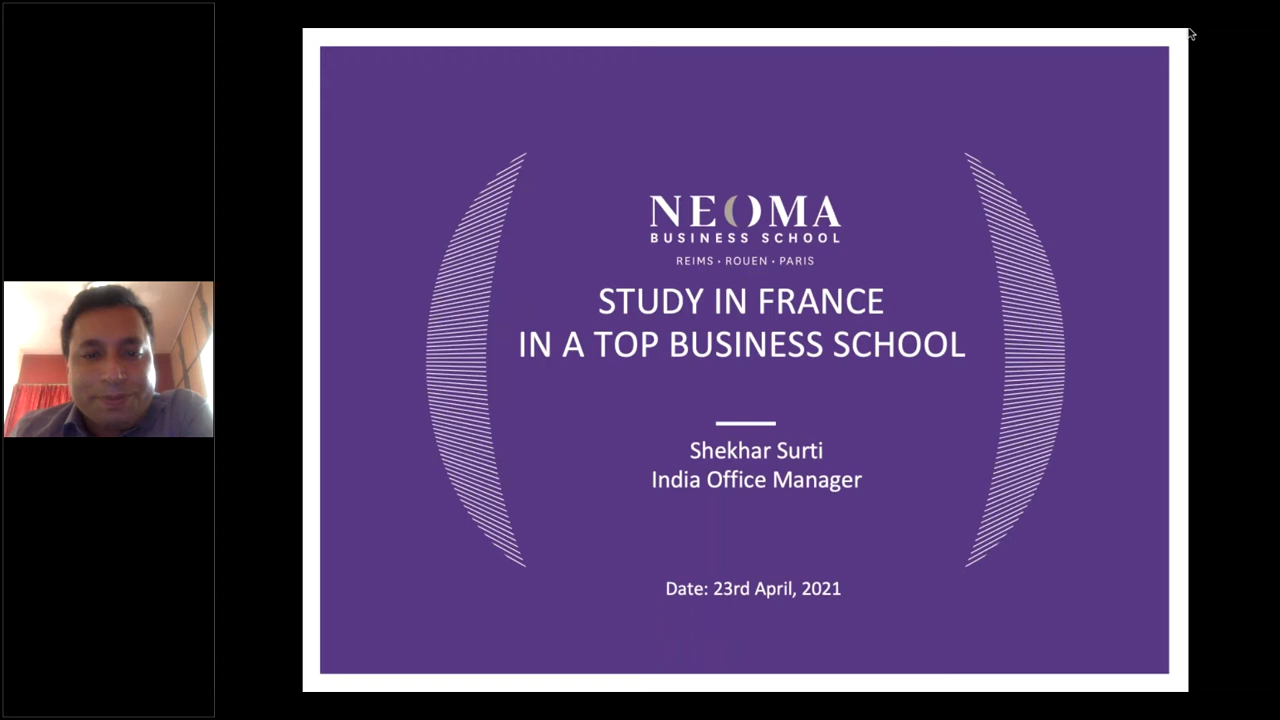 NEOMA
BUSINESS SCHOOL
REIMS • ROUEN • PARIS
STUDY IN FRANCE
IN A TOP BUSINESS SCHOOL
Shekhar Surti
India Office Manager
Date: 23rd April, 2021